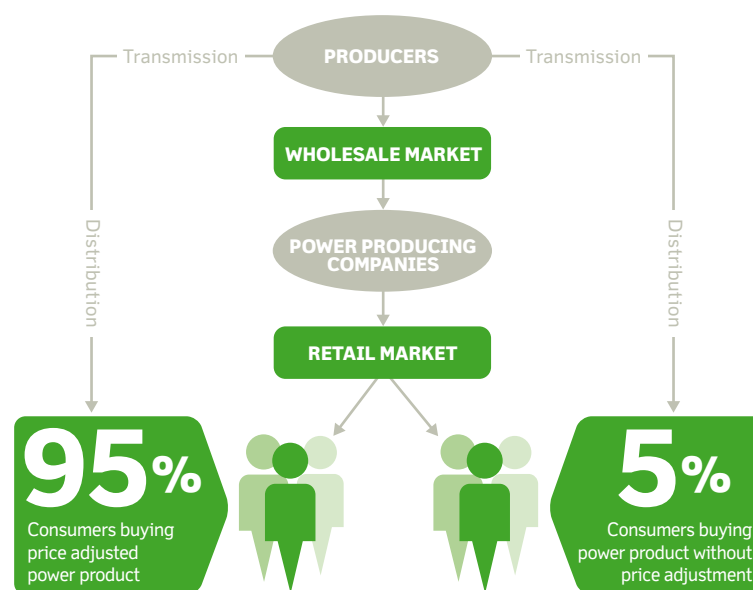 Transmission
PRODUCERS
Transmission
WHOLESALE MARKET
Distribution
POWER PRODUCING
COMPANIES
Distribution
RETAIL MARKET
95%
Consumers buying
price adjusted
power product
5%
Consumers buying
power product without
price adjustment